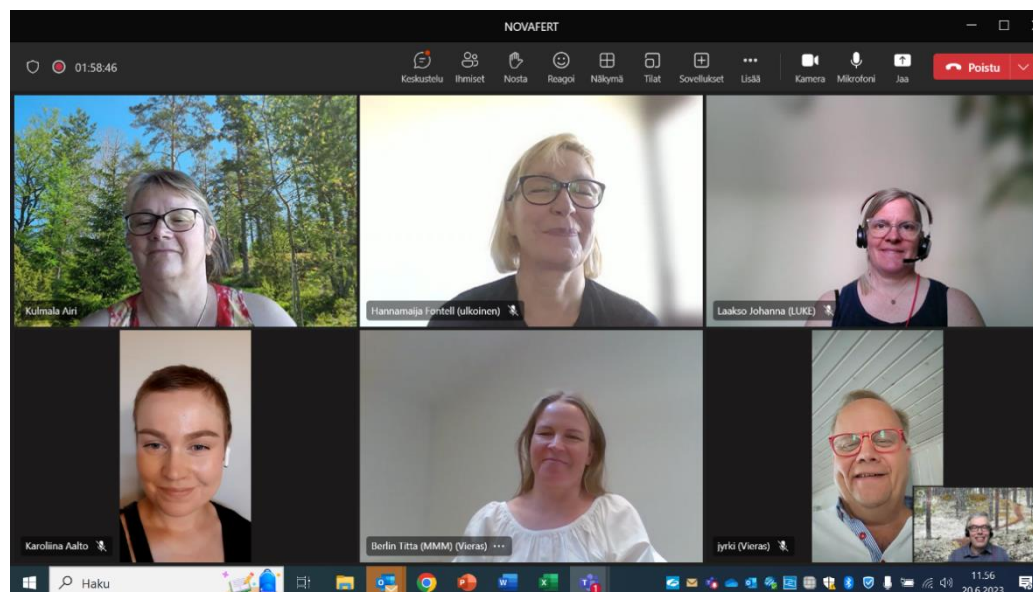 NOVAFERT
01:58:46
Keskustelu Ihmiset Nosta Reagoi Näkymä Tilat Sovellukset Lisää Kamera Mikrofoni Jaa Poistu
Kulmala Airi
Hannamaija Fontell (ulkoinen)
Laakso Johanna (LUKE)
Karoliina Aalto
Berlin Titta (MMM) (Vieras)
jyrki (Vieras)
Haku
11.56
20.6.2023